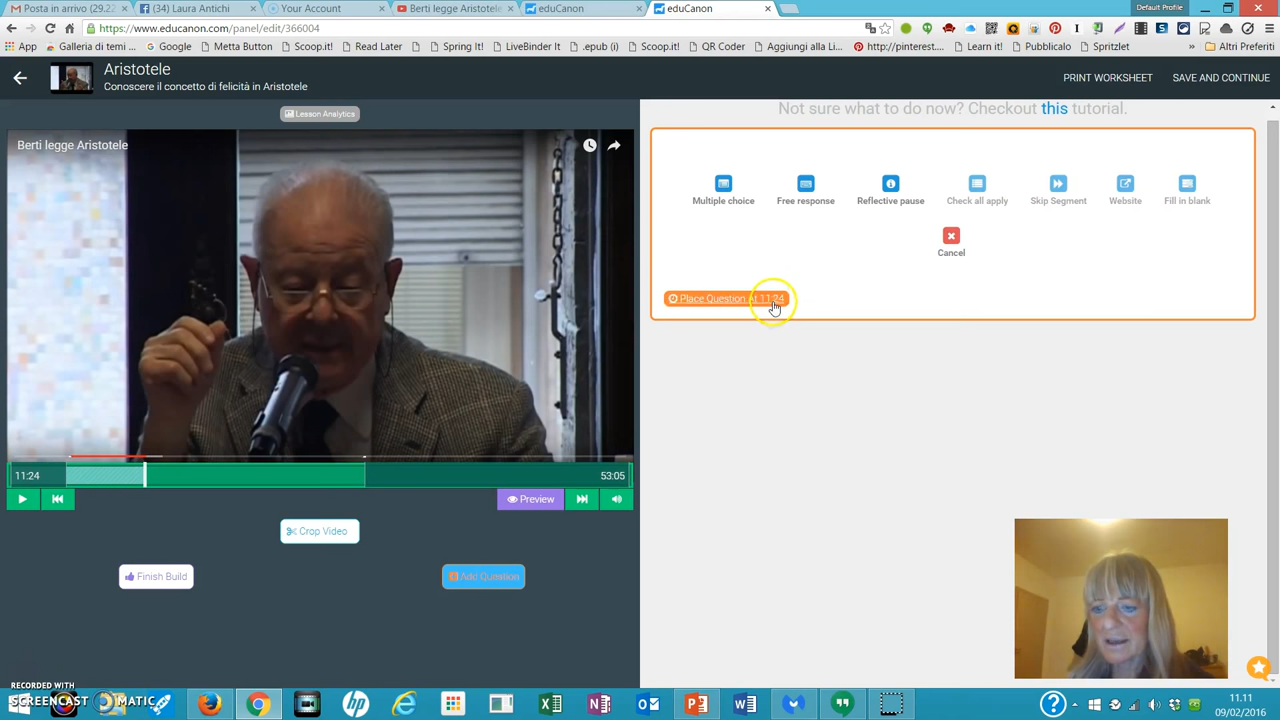 Posta in arrivo (29.22
(34) Laura Antichi
Your Account
Berti legge Aristotele
eduCanon
eduCanon
Default Profile
https://www.educanon.com/panel/edit/366004
App
Galleria di temi ...
Google
Metta Button
Scoop.it!
Read Later
Spring It!
LiveBinder It
.epub (i)
Scoop.it!
QR Coder
Aggiungi alla Li...
http://pinterest....
Learn it!
Pubblicalo
Spritzlet
»
Altri Preferiti
Aristotele
Conoscere il concetto di felicità in Aristotele
PRINT WORKSHEET
SAVE AND CONTINUE
Lesson Analytics
Not sure what to do now? Checkout this tutorial.
Berti legge Aristotele
Multiple choice
Free response
Reflective pause
Check all apply
Skip Segment
Website
Fill in blank
Cancel
Place Question At 11:24
11:24
53:05
Preview
Crop Video
Finish Build
Add Question
RECORDED WITH
SCREENCAST-O-MATIC
11.11
09/02/2016